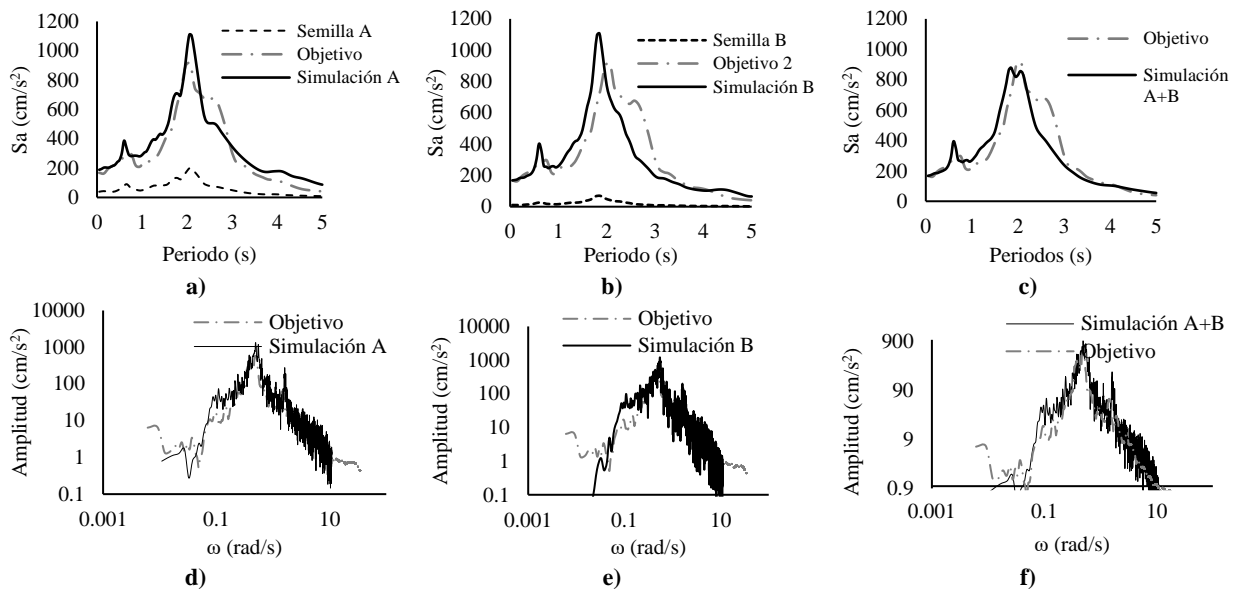 1200
1000
800
600
400
200
0
Sa (cm/s²)
Semilla A
Objetivo
Simulación A
0 1 2 3 4 5
Periodo (s)
a)
1200
1000
800
600
400
200
0
Sa (cm/s²)
Semilla B
Objetivo 2
Simulación B
0 1 2 3 4 5
Periodo (s)
b)
1200
1000
800
600
400
200
0
Sa (cm/s²)
Objetivo
Simulación
A+B
0 1 2 3 4 5
Periodos (s)
c)
10000
1000
100
10
1
0.1
Amplitud (cm/s²)
Objetivo
Simulación A
0.001 0.1 10
ω (rad/s)
d)
10000
1000
100
10
1
0.1
Amplitud (cm/s²)
Objetivo
Simulación B
0.001 0.1 10
ω (rad/s)
e)
900
90
9
0.9
Amplitud (cm/s²)
Simulación A+B
Objetivo
0.001 0.1 10
ω (rad/s)
f)